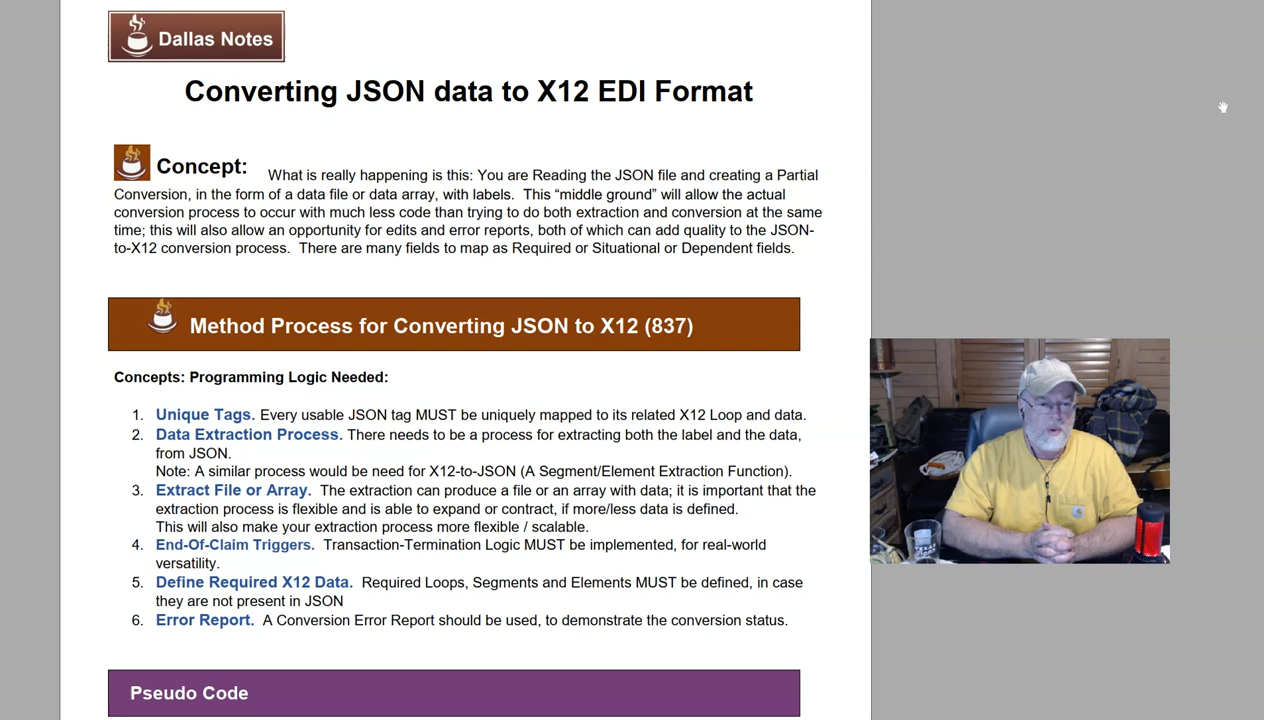 Dallas Notes
Converting JSON data to X12 EDI Format
Concept: What is really happening is this: You are Reading the JSON file and creating a Partial
Conversion, in the form of a data file or data array, with labels. This “middle ground” will allow the actual
conversion process to occur with much less code than trying to do both extraction and conversion at the same
time; this will also allow an opportunity for edits and error reports, both of which can add quality to the JSON-
to-X12 conversion process. There are many fields to map as Required or Situational or Dependent fields.
Method Process for Converting JSON to X12 (837)
Concepts: Programming Logic Needed:
1. Unique Tags. Every usable JSON tag MUST be uniquely mapped to its related X12 Loop and data.
2. Data Extraction Process. There needs to be a process for extracting both the label and the data,
from JSON.
Note: A similar process would be need for X12-to-JSON (A Segment/Element Extraction Function).
3. Extract File or Array. The extraction can produce a file or an array with data; it is important that the
extraction process is flexible and is able to expand or contract, if more/less data is defined.
This will also make your extraction process more flexible / scalable.
4. End-Of-Claim Triggers. Transaction-Termination Logic MUST be implemented, for real-world
versatility.
5. Define Required X12 Data. Required Loops, Segments and Elements MUST be defined, in case
they are not present in JSON
6. Error Report. A Conversion Error Report should be used, to demonstrate the conversion status.
Pseudo Code